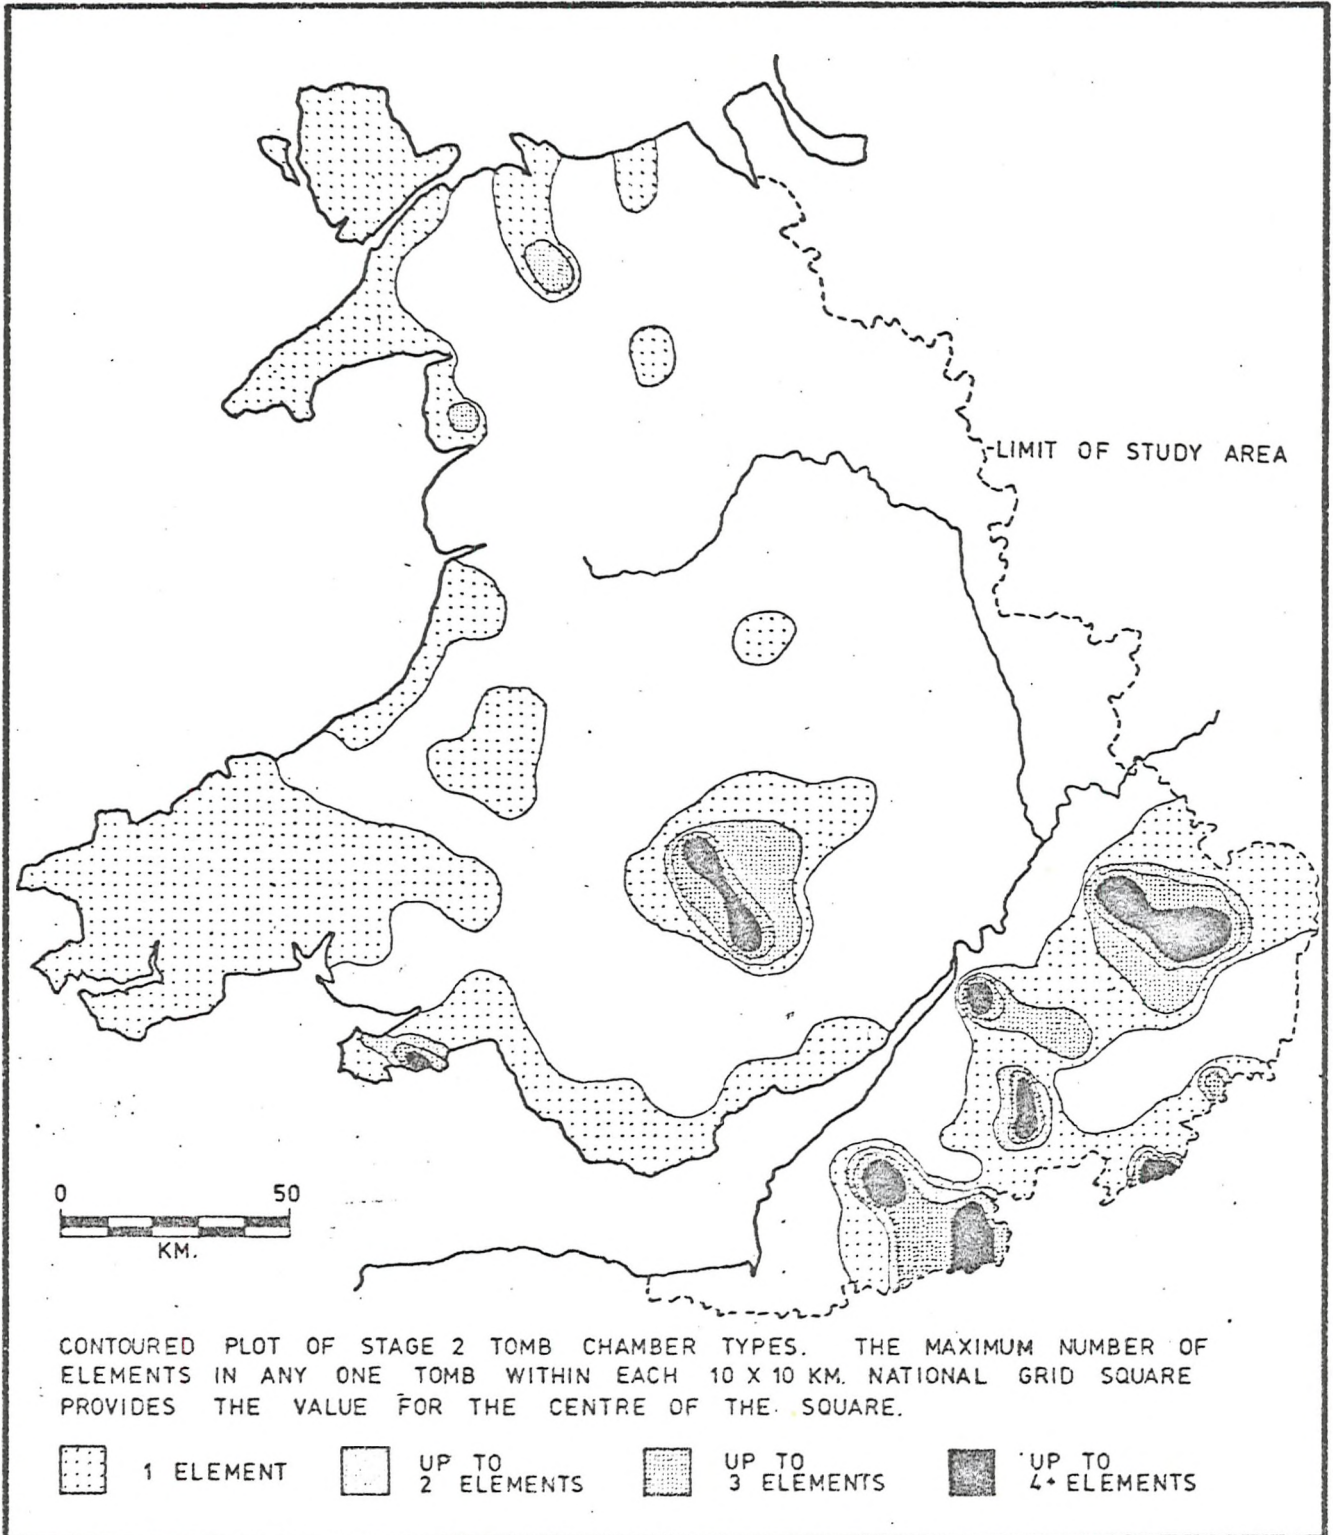 LIMIT OF STUDY AREA
0 50
KM.
CONTOURED PLOT OF STAGE 2 TOMB CHAMBER TYPES. THE MAXIMUM NUMBER OF
ELEMENTS IN ANY ONE TOMB WITHIN EACH 10 X 10 KM. NATIONAL GRID SQUARE
PROVIDES THE VALUE FOR THE CENTRE OF THE SQUARE.
1 ELEMENT
UP TO
2 ELEMENTS
UP TO
3 ELEMENTS
UP TO
4+ ELEMENTS